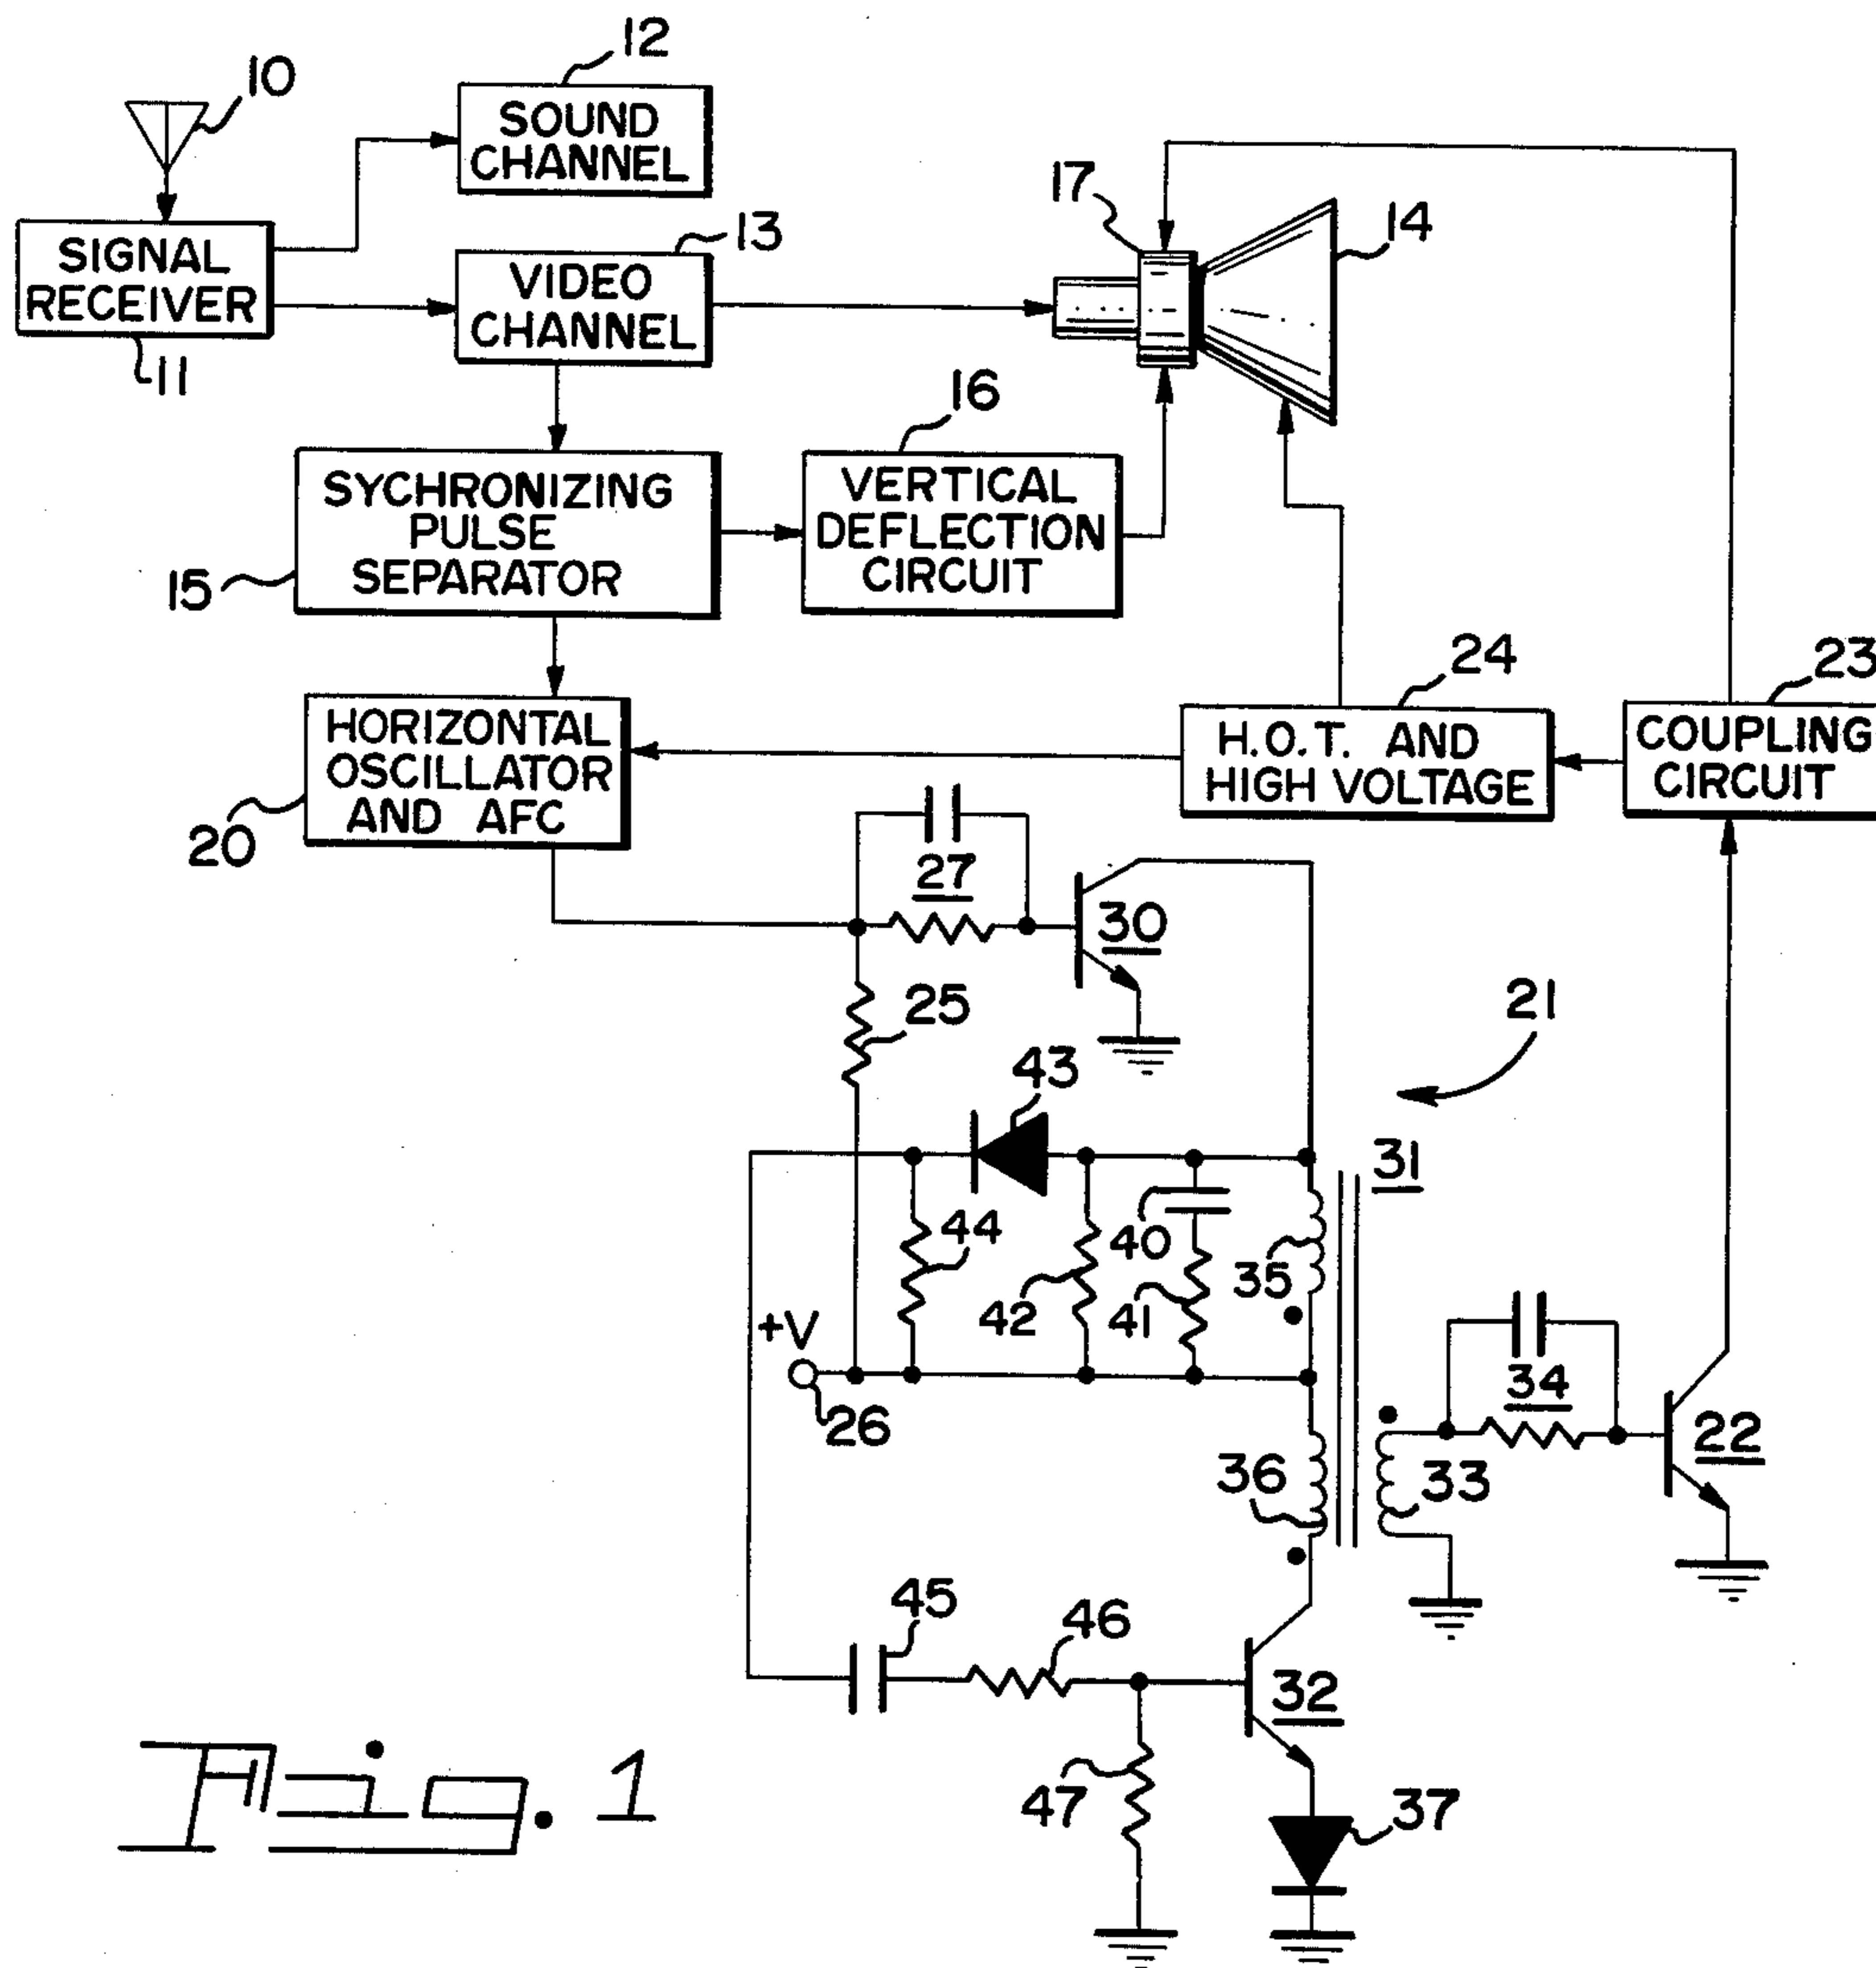 10
12
SOUND
CHANNEL
17
14
SIGNAL
RECEIVER
11
13
VIDEO
CHANNEL
16
SYCHRONIZING
PULSE
SEPARATOR
15
VERTICAL
DEFLECTION
CIRCUIT
24
23
HORIZONTAL
OSCILLATOR
AND AFC
20
H.O.T. AND
HIGH VOLTAGE
COUPLING
CIRCUIT
27
30
25
21
43
31
44
40
35
42
41
+V
26
34
22
36
33
45
46
32
47
37
Fig. 1